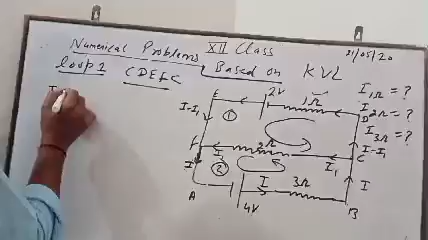 Numerical Problems XII Class
Based on KVL
21/05/20
loop 1 CDEFC
I
I1Ω = ?
I2Ω = ?
I3Ω = ?
E
2V
1Ω
D
I-I1
1
I-I1
F
2Ω
C
I1
I
2
I
A
I
3Ω
4V
B